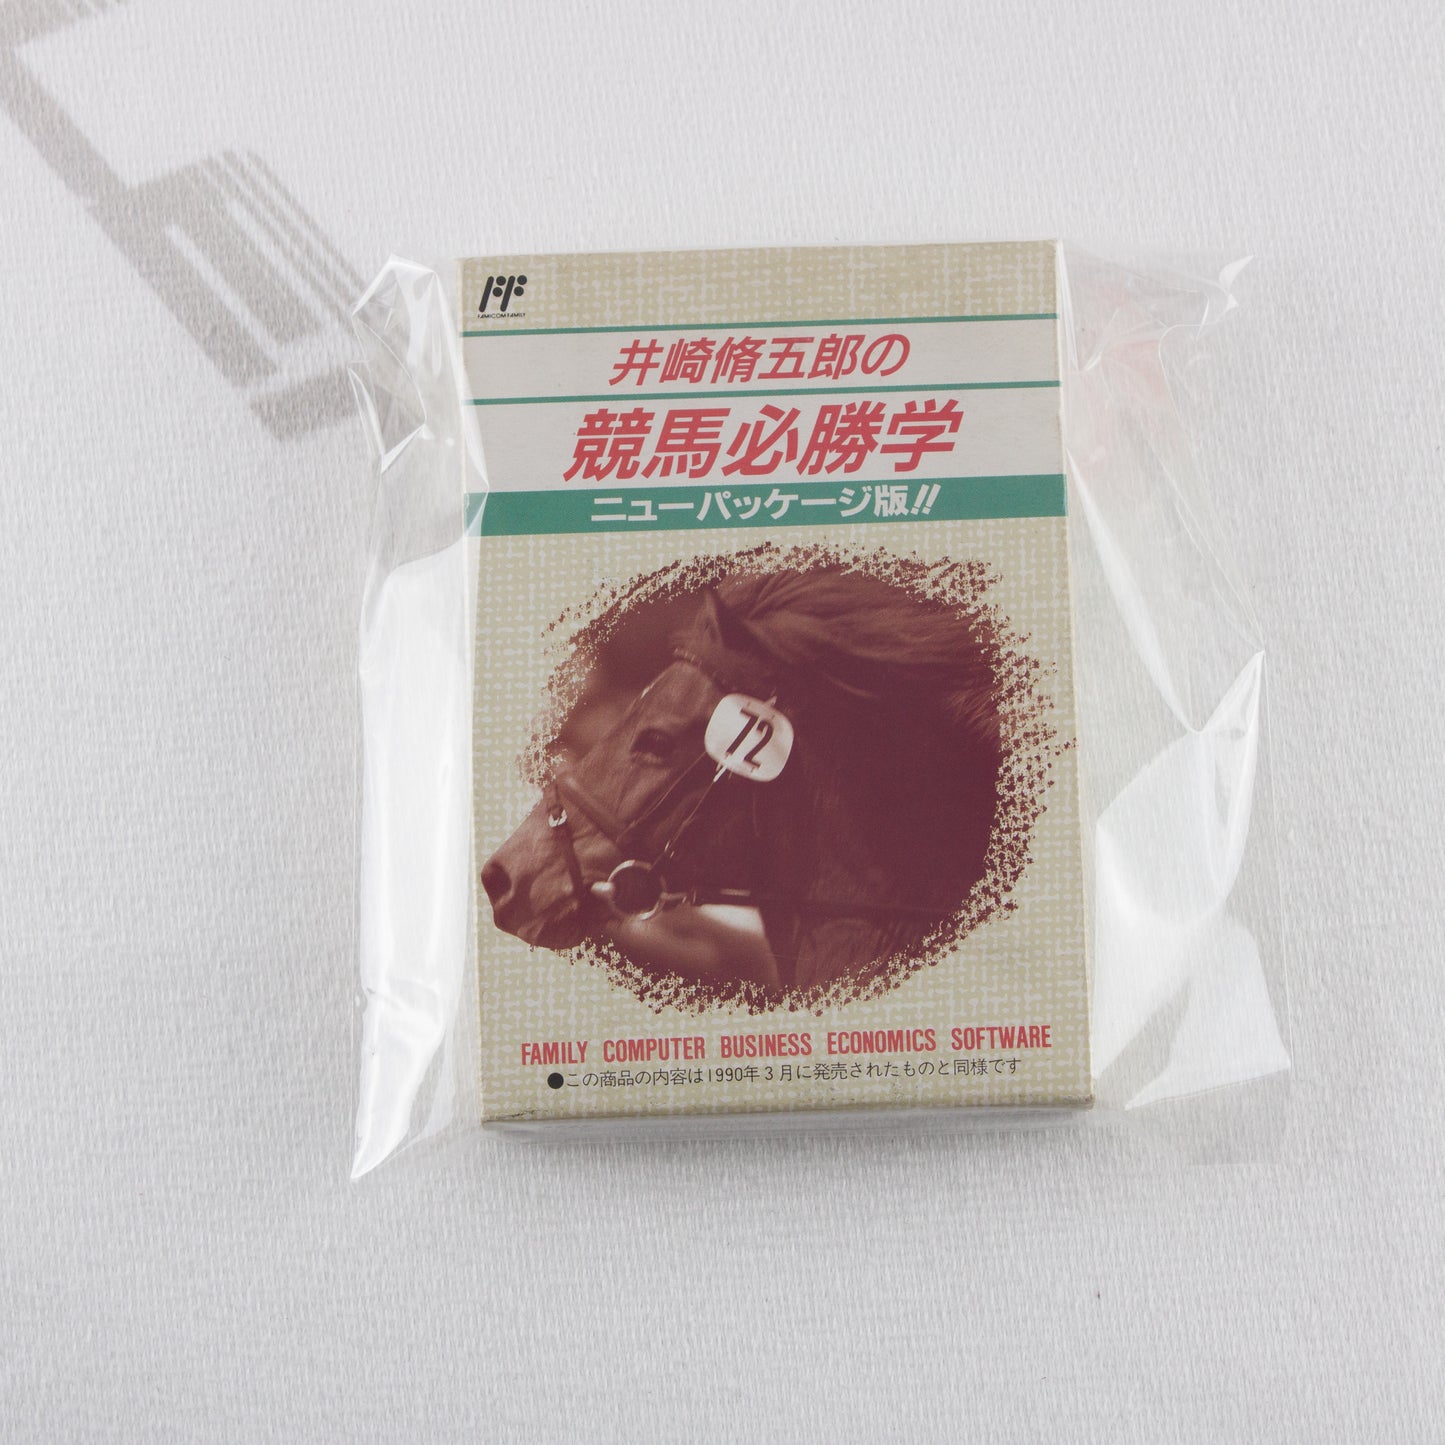 FAMICOM FAMILY
井崎脩五郎の
競馬必勝学
ニューパッケージ版!!
72
FAMILY COMPUTER BUSINESS ECONOMICS SOFTWARE
●この商品の内容は1990年3月に発売されたものと同様です